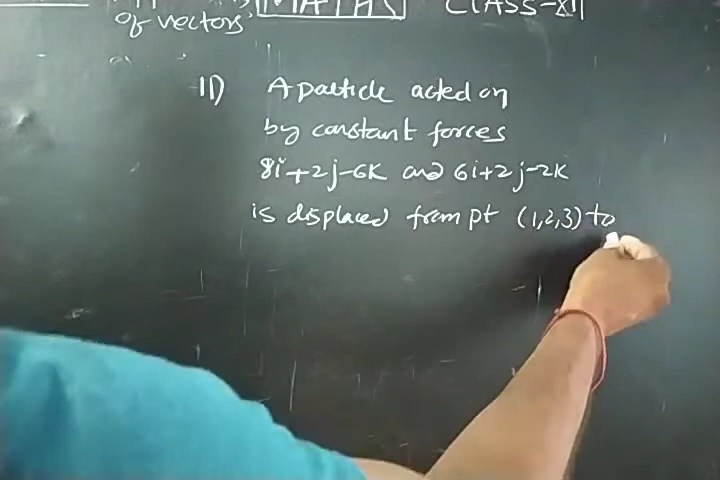 of vectors MATHS CLASS-XII
11) A particle acted on
by constant forces
8i+2j-6k and 6i+2j-2k
is displaced from pt (1,2,3) to